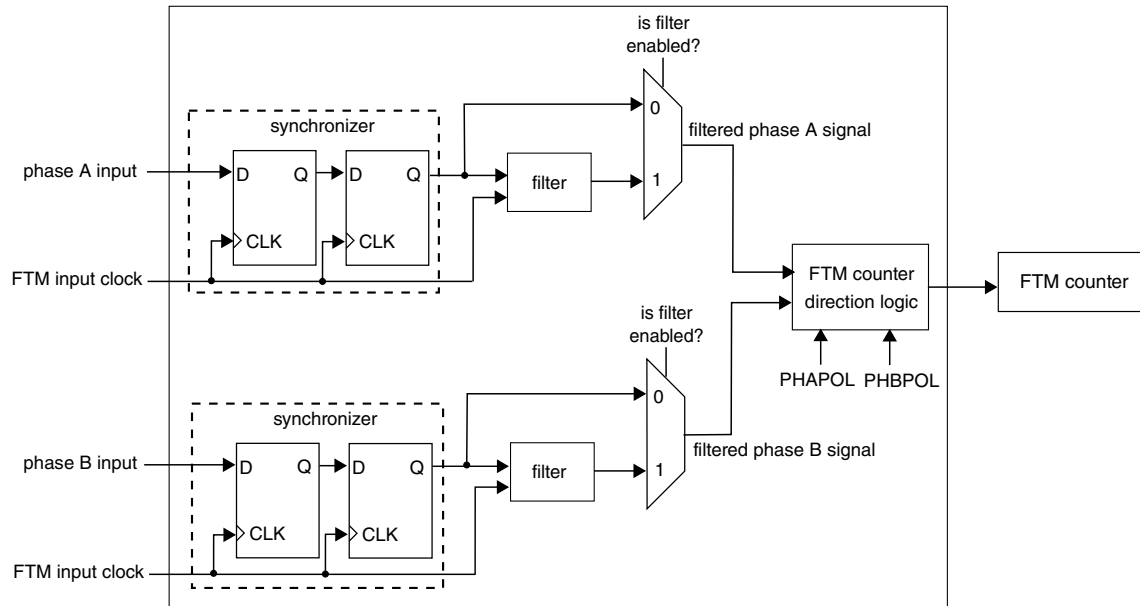 is filter
enabled?
synchronizer
0
filtered phase A signal
phase A input
D Q D Q
filter
1
CLK CLK
FTM input clock
FTM counter
direction logic
FTM counter
is filter
enabled?
PHAPOL PHBPOL
synchronizer
0
filtered phase B signal
phase B input
D Q D Q
filter
1
CLK CLK
FTM input clock